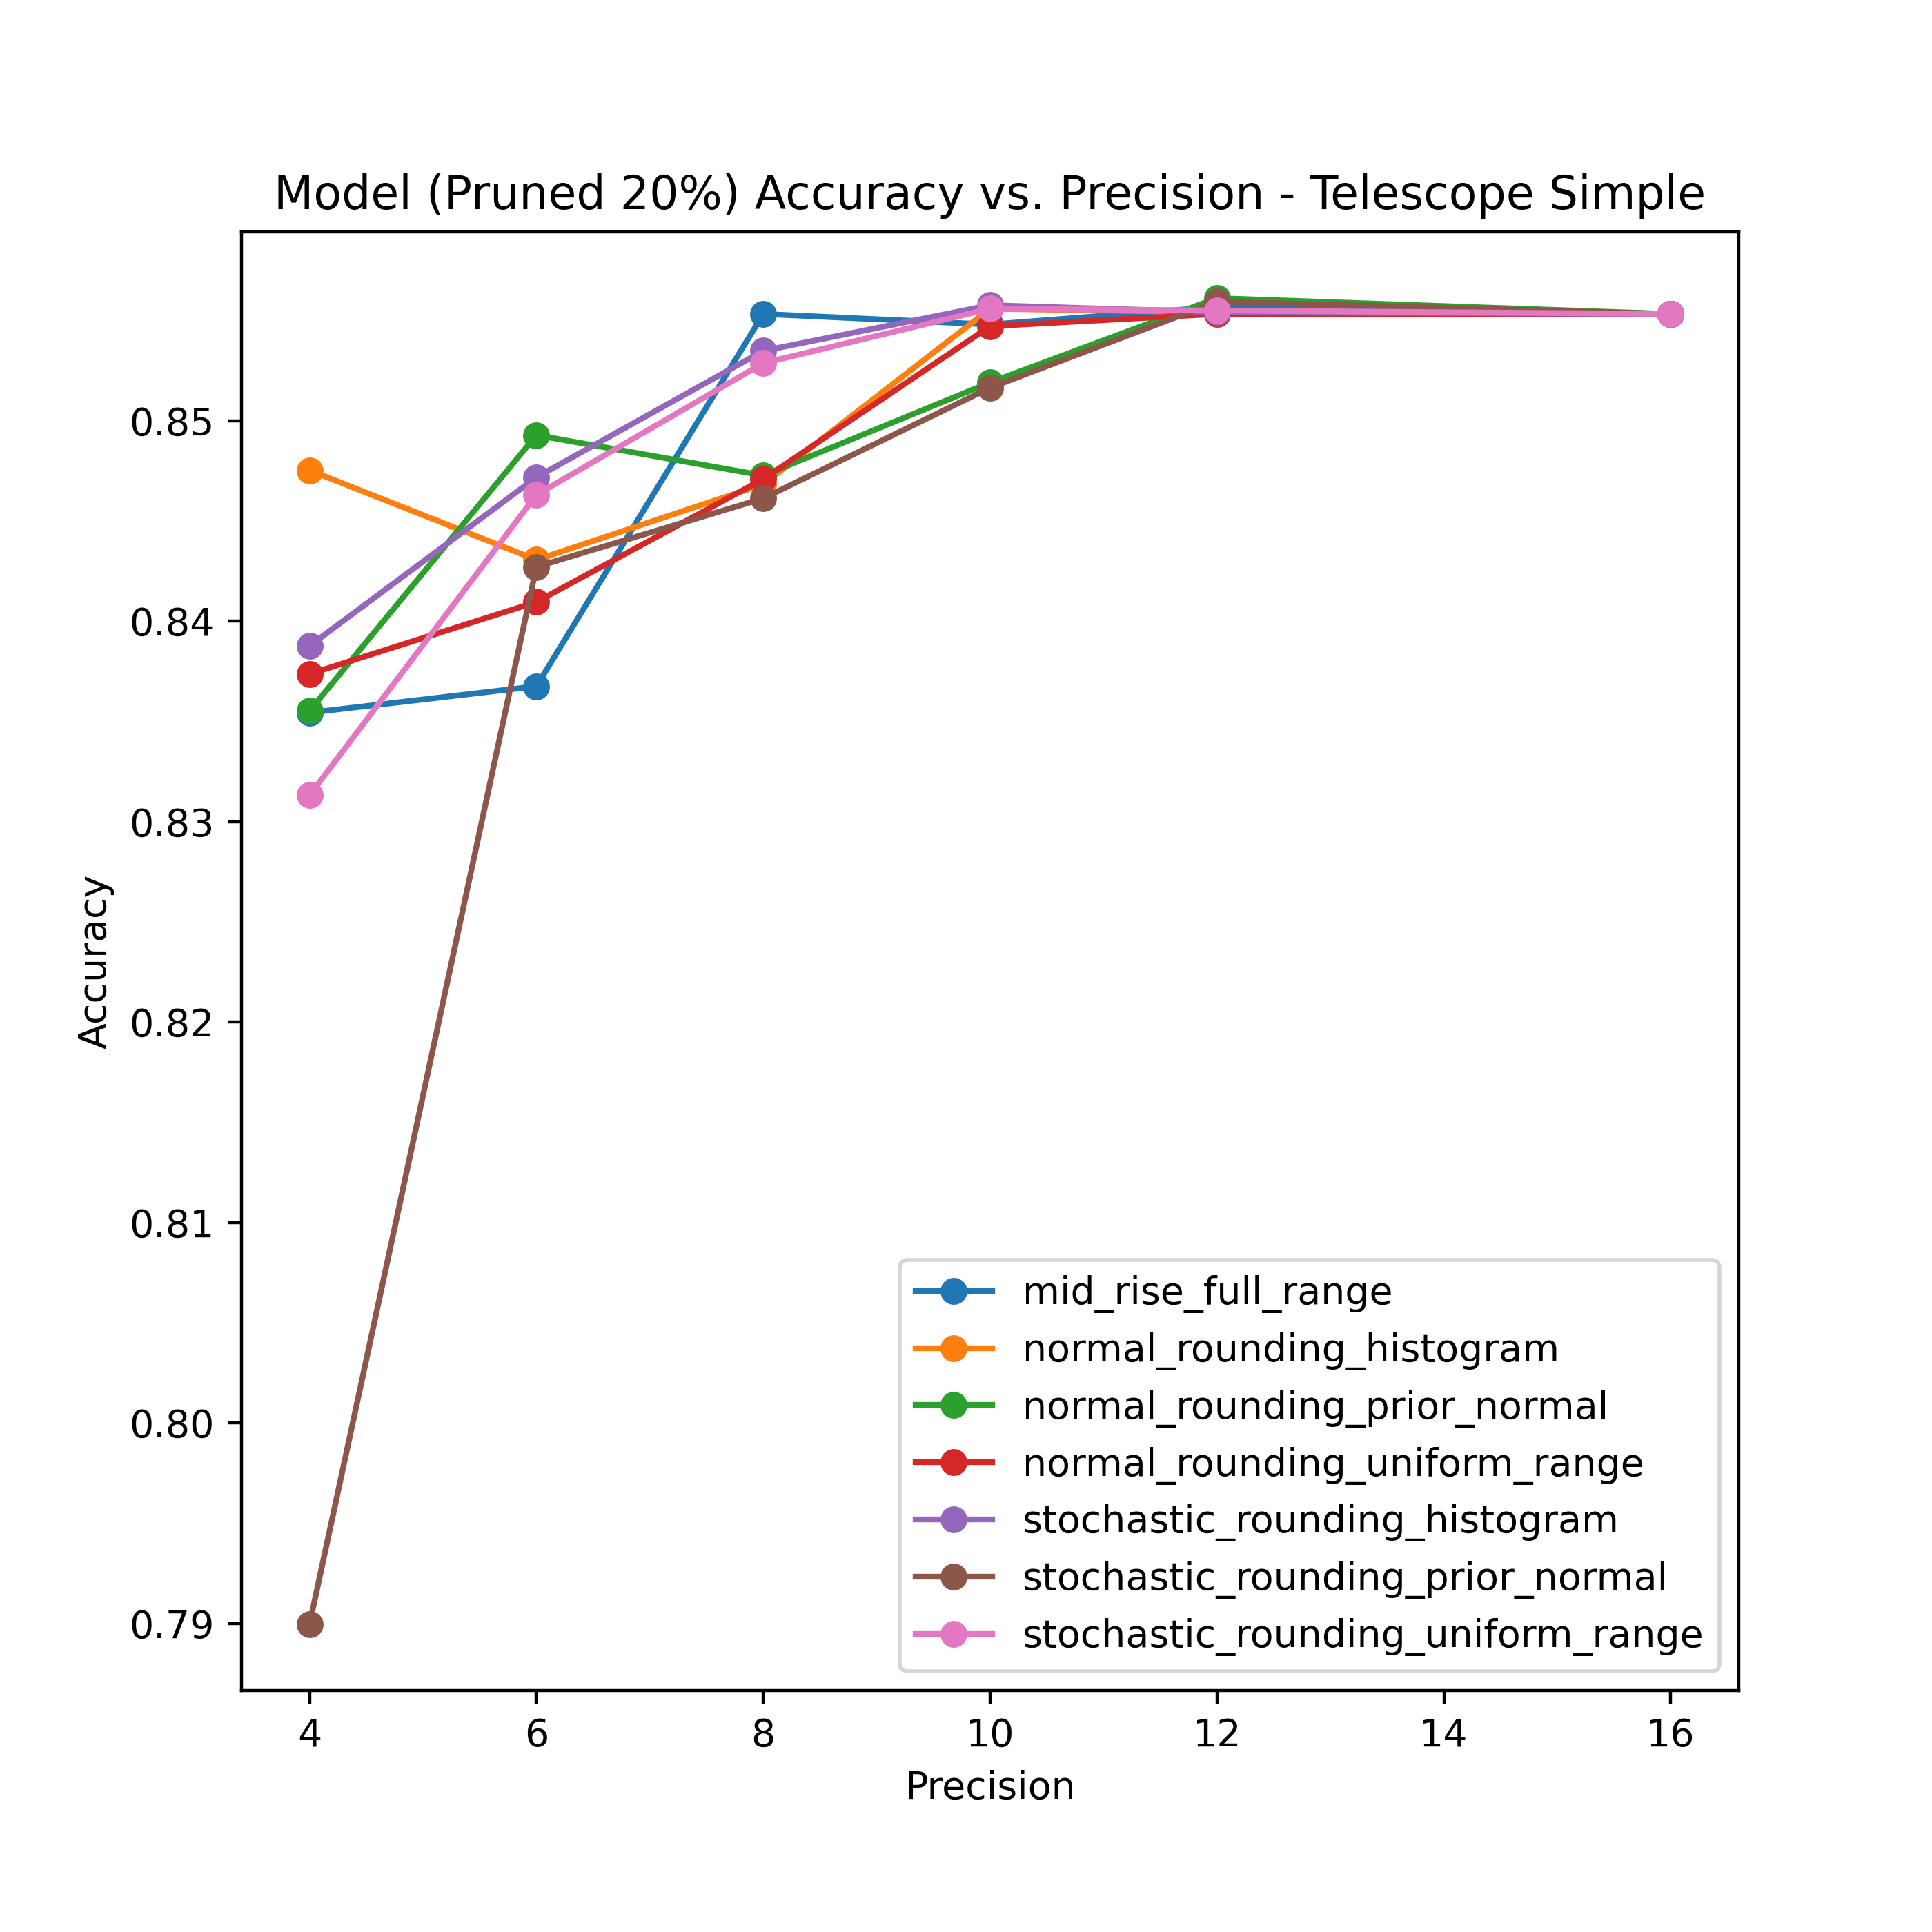 Model (Pruned 20%) Accuracy vs. Precision - Telescope Simple
Accuracy
0.85
0.84
0.83
0.82
0.81
0.80
0.79
mid_rise_full_range
normal_rounding_histogram
normal_rounding_prior_normal
normal_rounding_uniform_range
stochastic_rounding_histogram
stochastic_rounding_prior_normal
stochastic_rounding_uniform_range
4 6 8 10 12 14 16
Precision